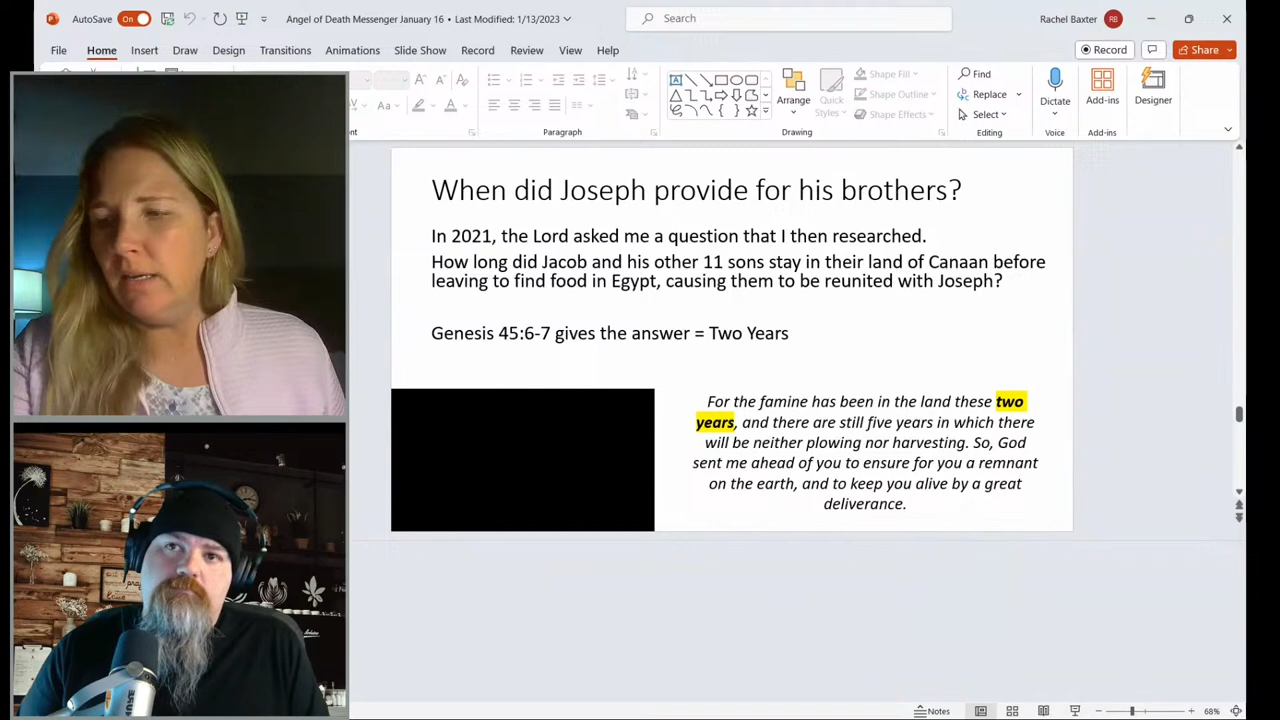 AutoSave
On
Angel of Death Messenger January 16 • Last Modified: 1/13/2023
Search
Rachel Baxter
RB
File
Home
Insert
Draw
Design
Transitions
Animations
Slide Show
Record
Review
View
Help
Record
Share
Aa
Paragraph
Arrange
Quick
Styles
Shape Fill
Shape Outline
Shape Effects
Drawing
Find
Replace
Select
Editing
Dictate
Voice
Add-ins
Add-ins
Designer
When did Joseph provide for his brothers?
In 2021, the Lord asked me a question that I then researched.
How long did Jacob and his other 11 sons stay in their land of Canaan before
leaving to find food in Egypt, causing them to be reunited with Joseph?
Genesis 45:6-7 gives the answer = Two Years
For the famine has been in the land these two
years, and there are still five years in which there
will be neither plowing nor harvesting. So, God
sent me ahead of you to ensure for you a remnant
on the earth, and to keep you alive by a great
deliverance.
Notes
68%